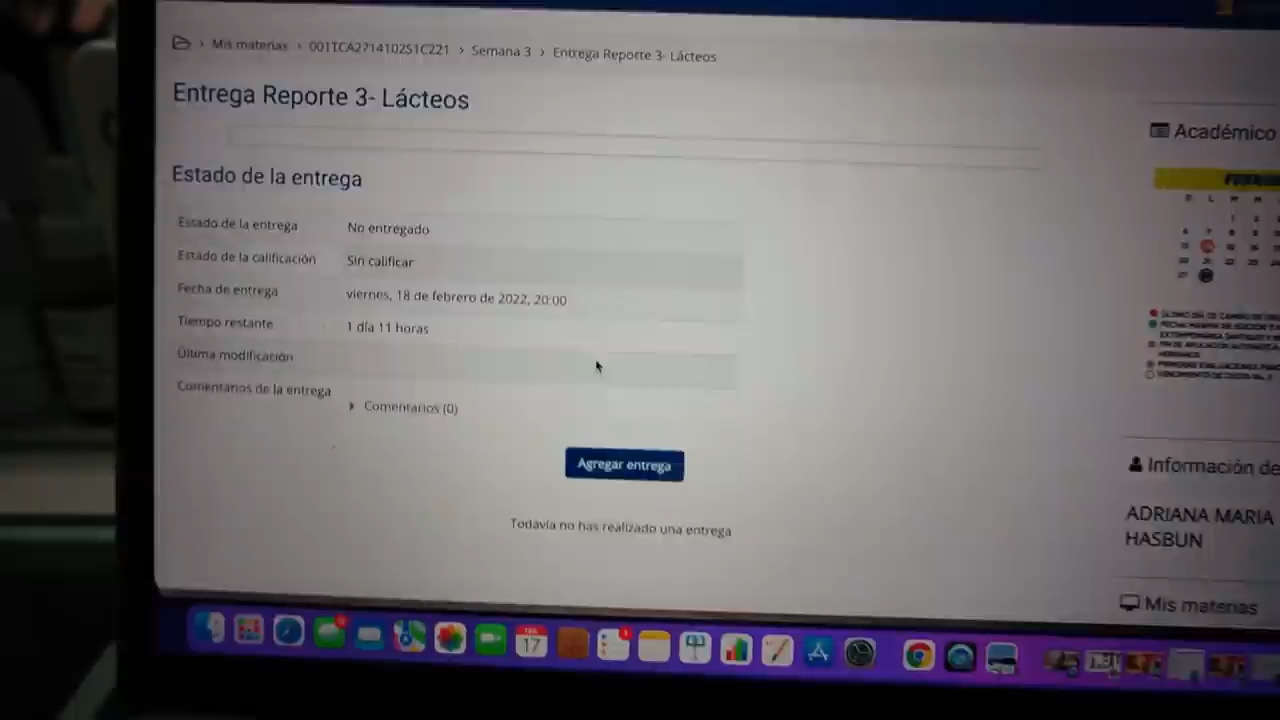 Mis materias > 001TCA271410251C221 > Semana 3 > Entrega Reporte 3- Lácteos
Entrega Reporte 3- Lácteos
Estado de la entrega
Estado de la entrega No entregado
Estado de la calificación Sin calificar
Fecha de entrega viernes, 18 de febrero de 2022, 20:00
Tiempo restante 1 día 11 horas
Última modificación
Comentarios de la entrega
Comentarios (0)
Agregar entrega
Todavía no has realizado una entrega
Académico
Información de
ADRIANA MARIA
HASBUN
Mis materias
17